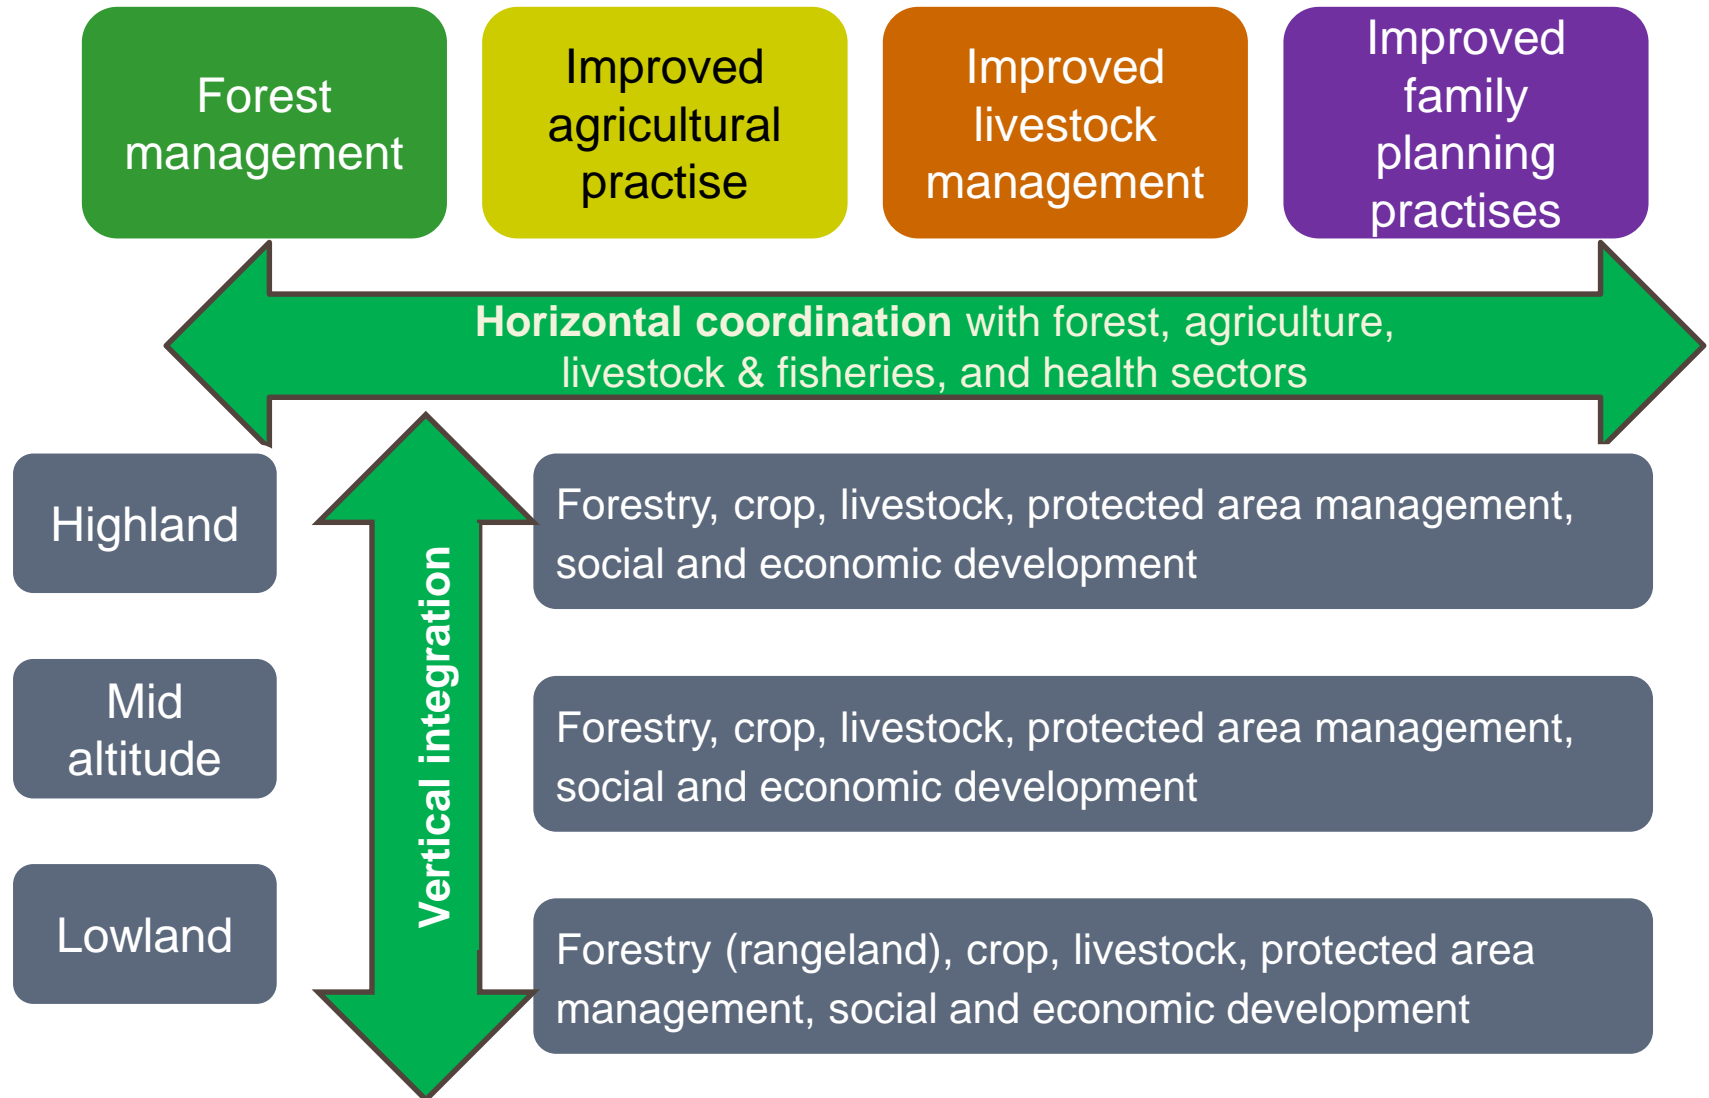 Forest
management
Improved
agricultural
practise
Improved
livestock
management
Improved
family
planning
practises
Horizontal coordination with forest, agriculture,
livestock & fisheries, and health sectors
Highland
Mid
altitude
Lowland
Vertical integration
Forestry, crop, livestock, protected area management,
social and economic development
Forestry, crop, livestock, protected area management,
social and economic development
Forestry (rangeland), crop, livestock, protected area
management, social and economic development